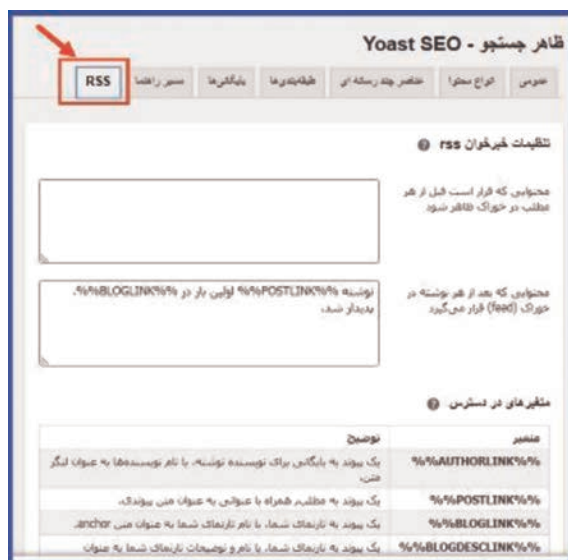 ظاهر جستجو - Yoast SEO
عمومی
انواع محتوا
عناصر چند رسانه ای
طبقه‌بندی‌ها
بایگانی‌ها
مسیر راهنما
RSS
تنظیمات خبرخوان rss
محتوایی که قرار است قبل از هر
مطلب در خوراک ظاهر شود
محتوایی که بعد از هر نوشته در
خوراک (feed) قرار می‌گیرد
نوشته %%POSTLINK%% اولین بار در %%BLOGLINK%%.
پدیدار شد.
متغیرهای در دسترس
متغیر
توضیح
%%AUTHORLINK%%
یک پیوند به بایگانی برای نویسنده نوشته، با نام نویسنده‌ها به عنوان لنگر
متن.
%%POSTLINK%%
یک پیوند به مطلب، همراه با عنوانی به عنوان متن پیوندی.
%%BLOGLINK%%
یک پیوند به تارنمای شما، با نام تارنمای شما به عنوان متن anchor.
%%BLOGDESCLINK%%
یک پیوند به تارنمای شما، با نام و توضیحات تارنمای شما به عنوان